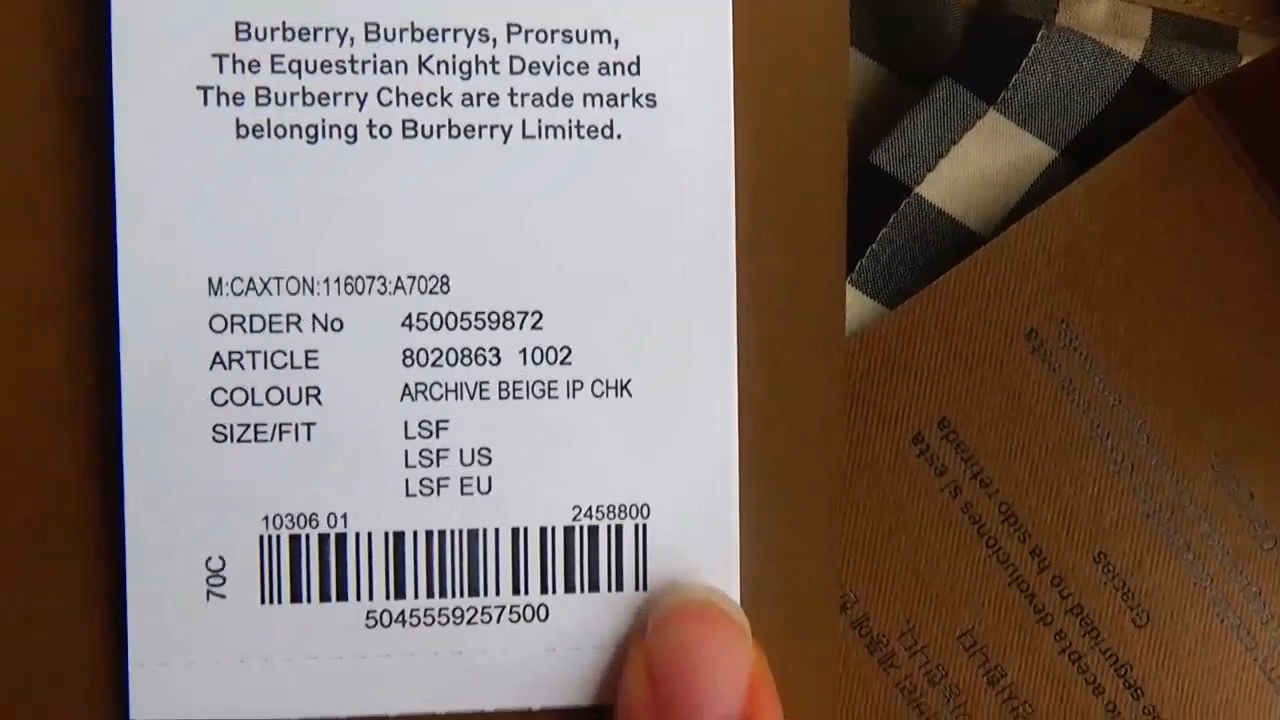 Burberry, Burberrys, Prorsum,
The Equestrian Knight Device and
The Burberry Check are trade marks
belonging to Burberry Limited.
M:CAXTON:116073:A7028
ORDER No 4500559872
ARTICLE 8020863 1002
COLOUR ARCHIVE BEIGE IP CHK
SIZE/FIT LSF
LSF US
LSF EU
10306 01 2458800
70C
5045559257500
acepta devoluciones si esta
seguridad no ha sido retirada
Gracias